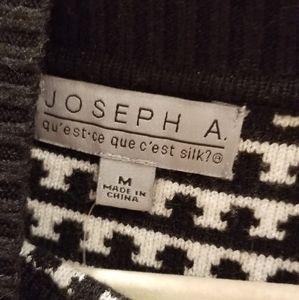 JOSEPH A.
qu'est·ce que c'est silk?®
M
MADE IN
CHINA